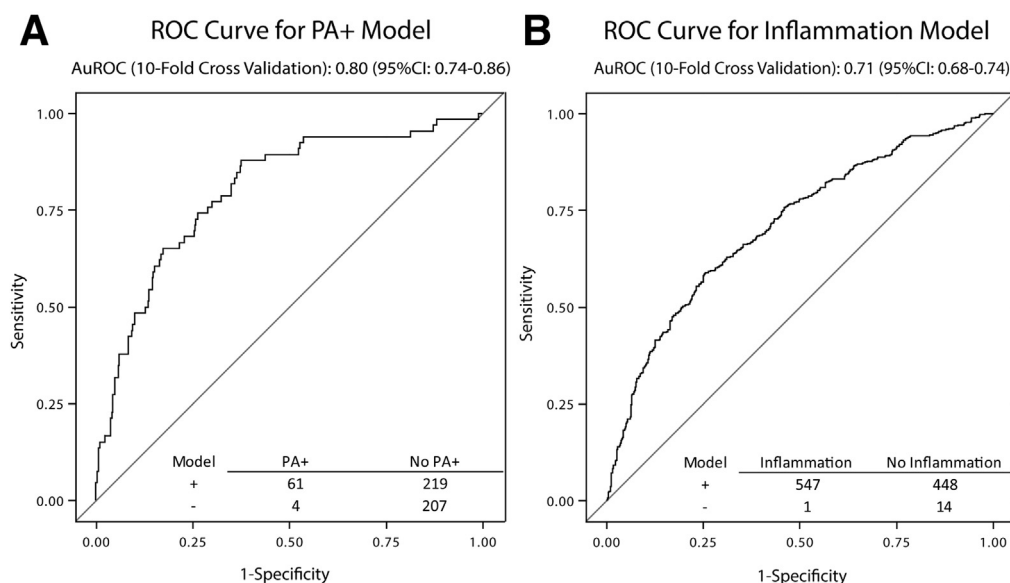 A
ROC Curve for PA+ Model
AuROC (10-Fold Cross Validation): 0.80 (95%CI: 0.74-0.86)
1.00
0.75
0.50
0.25
0.00
Sensitivity
Model PA+ No PA+
+ 61 219
- 4 207
0.00 0.25 0.50 0.75 1.00
1-Specificity
B
ROC Curve for Inflammation Model
AuROC (10-Fold Cross Validation): 0.71 (95%CI: 0.68-0.74)
1.00
0.75
0.50
0.25
0.00
Sensitivity
Model Inflammation No Inflammation
+ 547 448
- 1 14
0.00 0.25 0.50 0.75 1.00
1-Specificity